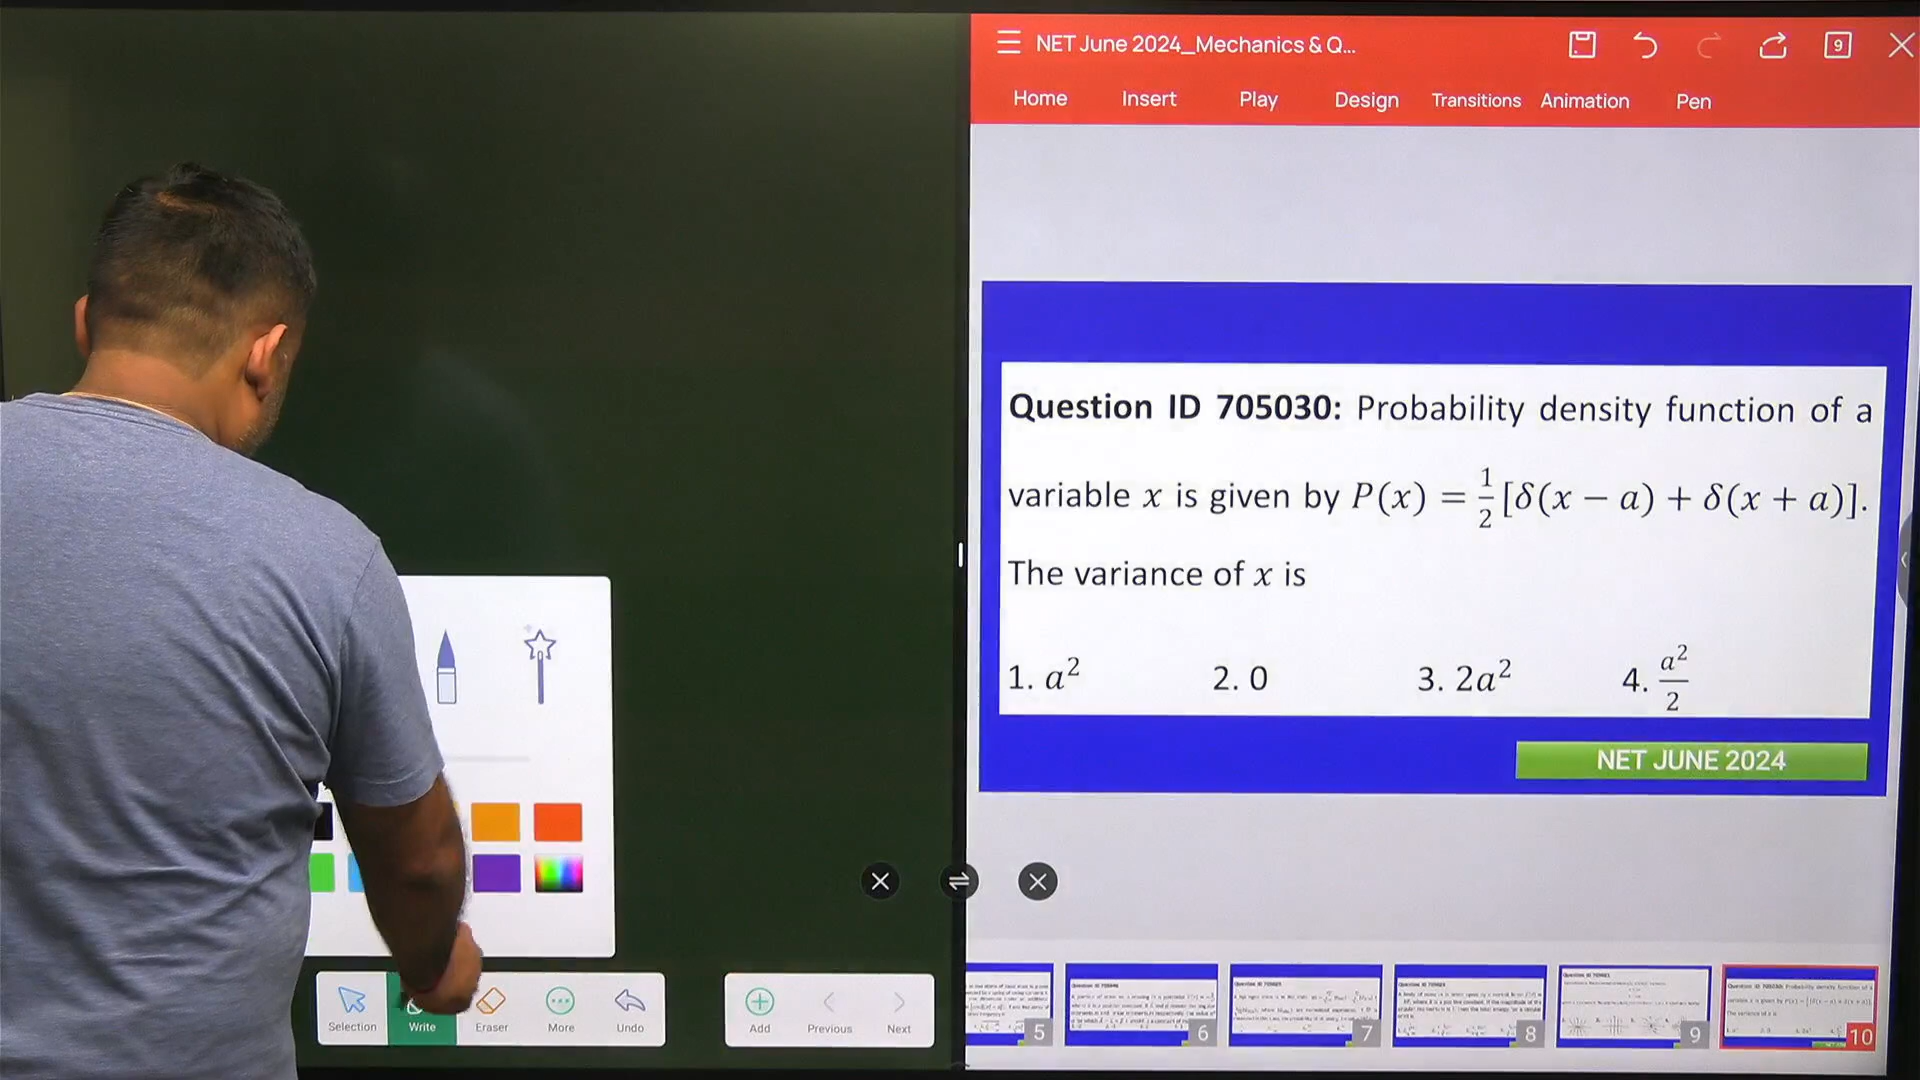 NET June 2024_Mechanics & Q...
9
Home Insert Play Design Transitions Animation Pen
Question ID 705030: Probability density function of a
variable x is given by P(x) = \frac{1}{2}[δ(x − a) + δ(x + a)].
The variance of x is
1. a² 2. 0 3. 2a² 4. \frac{a²}{2}
NET JUNE 2024
Selection Write Eraser More Undo
Add Previous Next
5 6 7 8 9 10